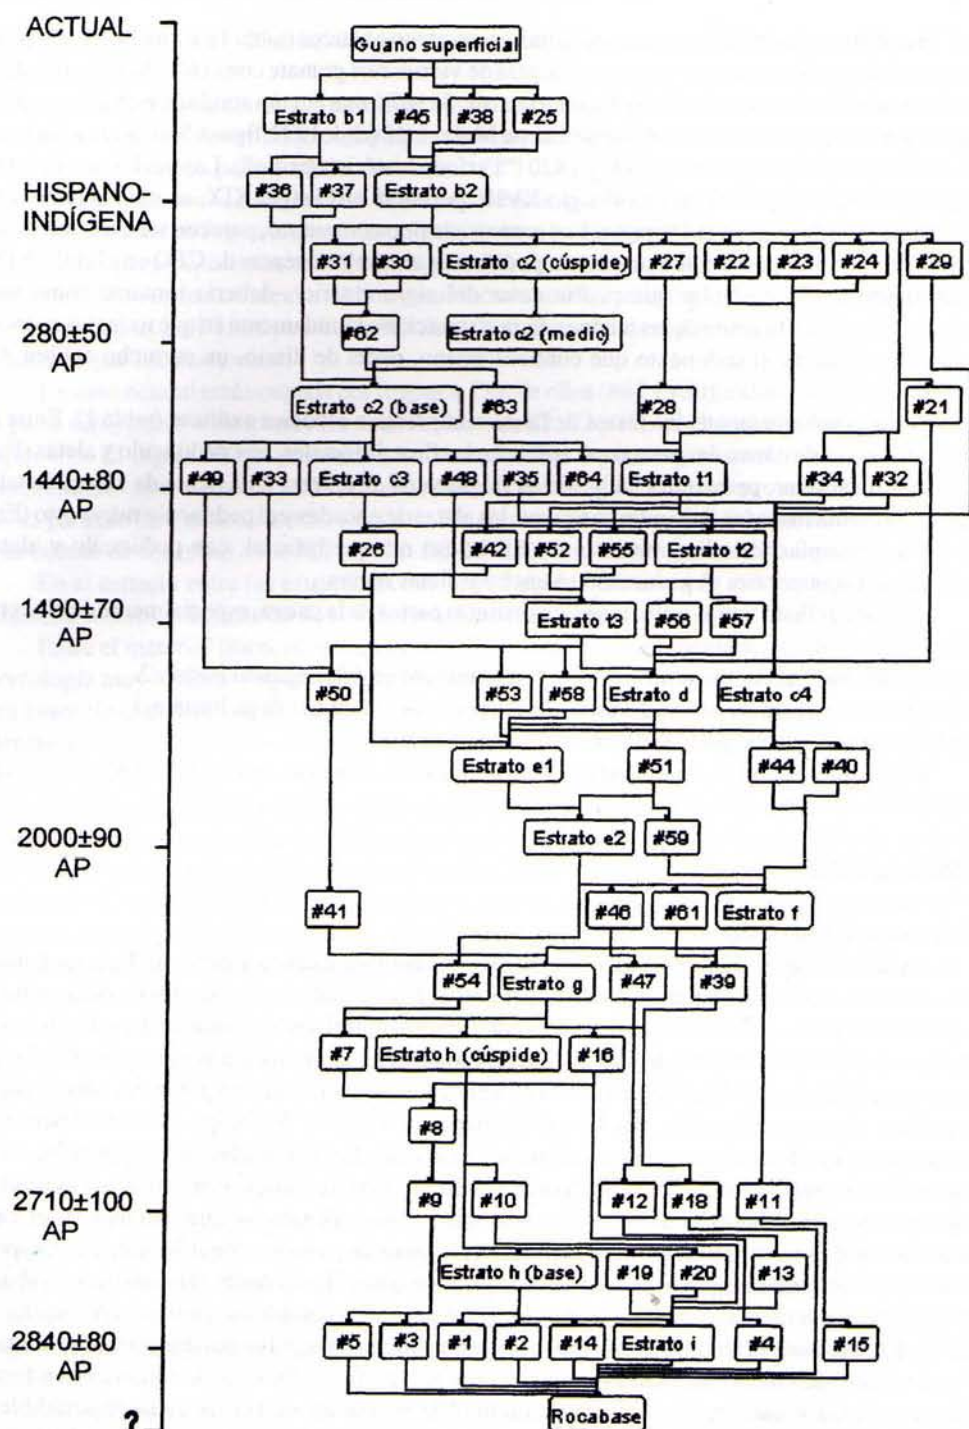 ACTUAL
Guano superficial
Estrato b1 #45 #38 #25
HISPANO-
INDÍGENA
#36 #37 Estrato b2
#31 #30 Estrato c2 (cúspide) #27 #22 #23 #24 #29
280±50
AP
#62 Estrato c2 (medio)
Estrato c2 (base) #63 #28 #21
1440±80
AP
#49 #33 Estrato c3 #48 #35 #64 Estrato t1 #34 #32
#26 #42 #52 #55 Estrato t2
1490±70
AP
Estrato t3 #56 #57
#50 #53 #58 Estrato d Estrato c4
Estrato e1 #51 #44 #40
2000±90
AP
Estrato e2 #59
#41 #46 #61 Estrato f
#54 Estrato g #47 #39
#7 Estrato h (cúspide) #16
#8
2710±100
AP
#9 #10 #12 #18 #11
Estrato h (base) #19 #20 #13
2840±80
AP
#5 #3 #1 #2 #14 Estrato i #4 #15
Rocabase
?